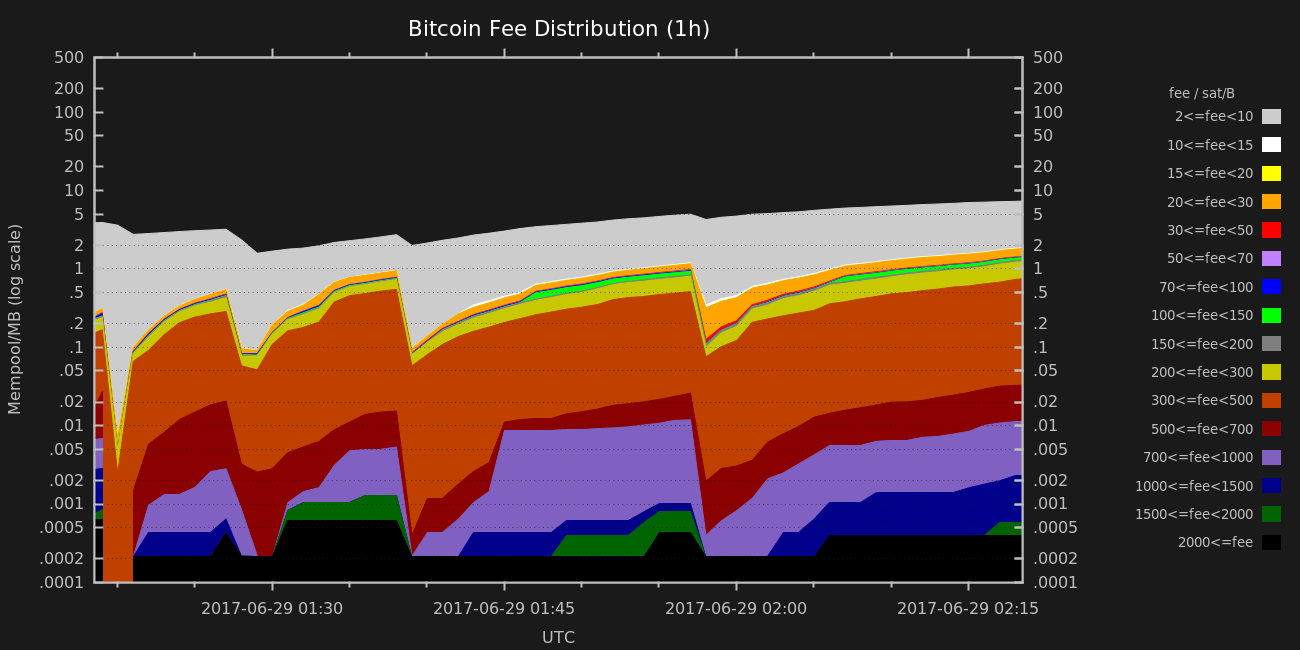 Bitcoin Fee Distribution (1h)
Mempool/MB (log scale)
500
200
100
50
20
10
5
2
1
.5
.2
.1
.05
.02
.01
.005
.002
.001
.0005
.0002
.0001
500
200
100
50
20
10
5
2
1
.5
.2
.1
.05
.02
.01
.005
.002
.001
.0005
.0002
.0001
2017-06-29 01:30
2017-06-29 01:45
2017-06-29 02:00
2017-06-29 02:15
UTC
fee / sat/B
2<=fee<10
10<=fee<15
15<=fee<20
20<=fee<30
30<=fee<50
50<=fee<70
70<=fee<100
100<=fee<150
150<=fee<200
200<=fee<300
300<=fee<500
500<=fee<700
700<=fee<1000
1000<=fee<1500
1500<=fee<2000
2000<=fee